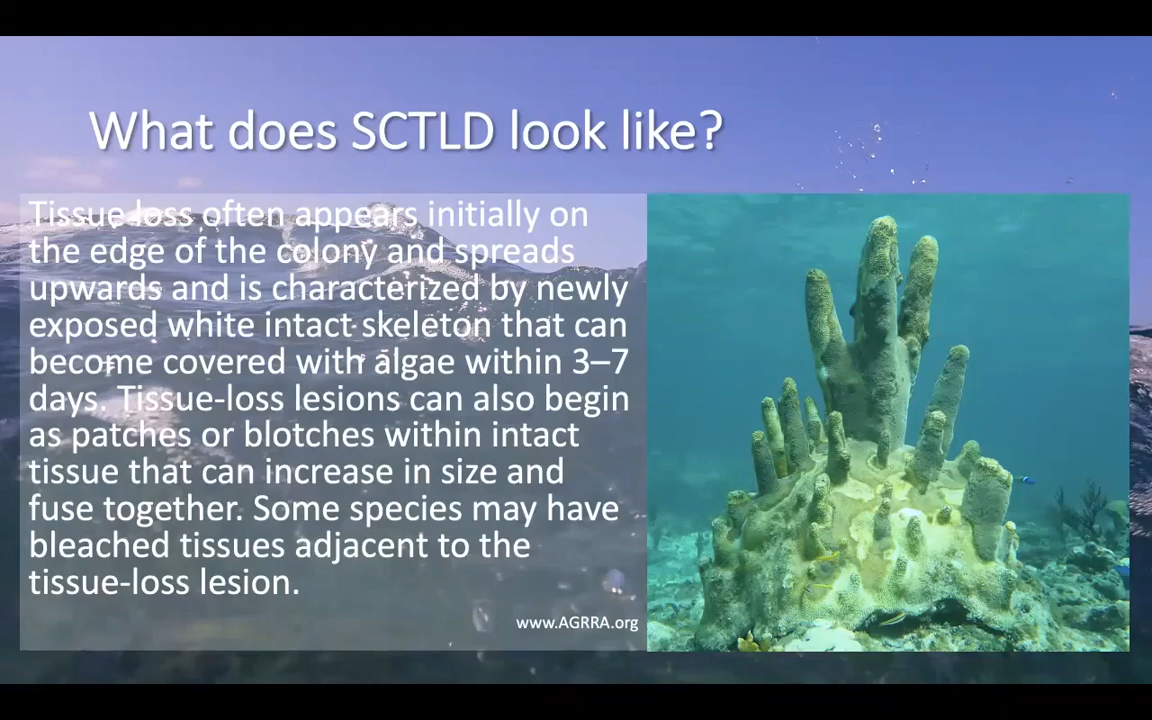 What does SCTLD look like?
Tissue loss often appears initially on
the edge of the colony and spreads
upwards and is characterized by newly
exposed white intact skeleton that can
become covered with algae within 3–7
days. Tissue-loss lesions can also begin
as patches or blotches within intact
tissue that can increase in size and
fuse together. Some species may have
bleached tissues adjacent to the
tissue-loss lesion.
www.AGRRA.org